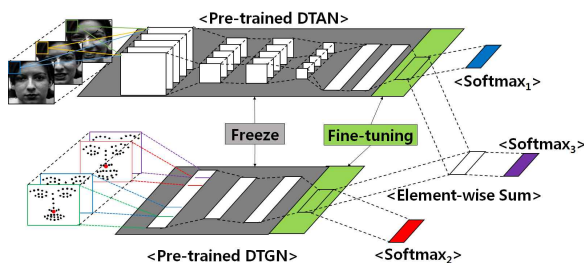 <Pre-trained DTAN>
<Softmax1>
Freeze
Fine-tuning
<Softmax3>
<Element-wise Sum>
<Pre-trained DTGN>
<Softmax2>